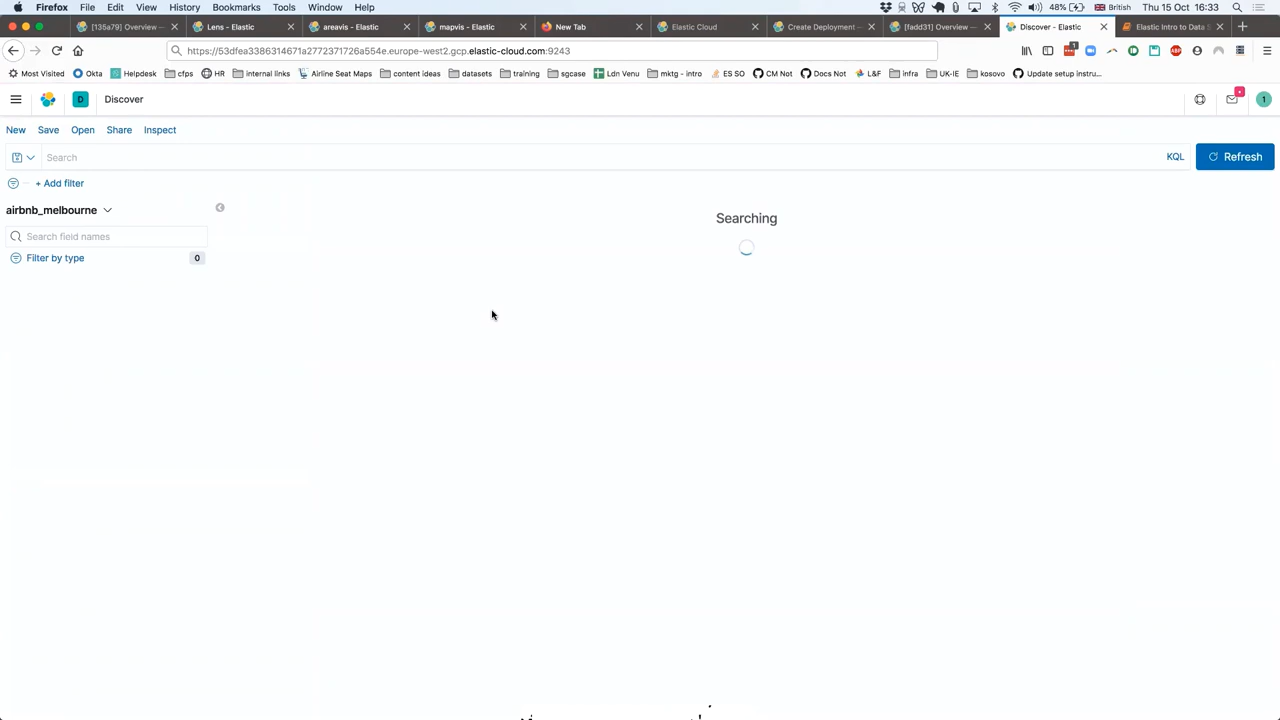 Firefox File Edit View History Bookmarks Tools Window Help 48% British Thu 15 Oct 16:33
[135a79] Overview — Lens - Elastic areavis - Elastic mapvis - Elastic New Tab Elastic Cloud Create Deployment — [fadd31] Overview — Discover - Elastic Elastic Intro to Data S
https://53dfea3386314671a2772371726a554e.europe-west2.gcp.elastic-cloud.com:9243
Most Visited Okta Helpdesk cfps HR internal links Airline Seat Maps content ideas datasets training sgcase Ldn Venu mktg - intro ES SO CM Not Docs Not L&F infra UK-IE kosovo Update setup instru...
D Discover 1
New Save Open Share Inspect
Search KQL Refresh
+ Add filter
airbnb_melbourne
Searching
Search field names
Filter by type 0